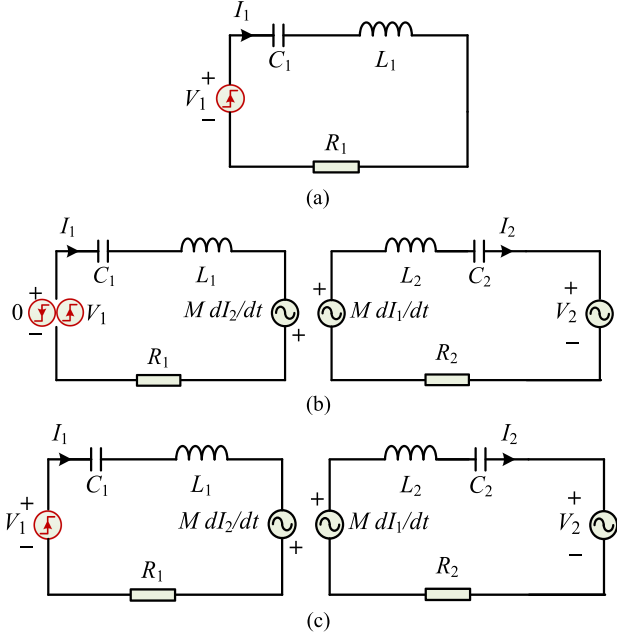 I₁
C₁
L₁
+
V₁
−
R₁
(a)
I₁
C₁
L₁
+
0
−
V₁
M dI₂/dt
+
R₁
I₂
L₂
C₂
+
M dI₁/dt
+
V₂
−
R₂
(b)
I₁
C₁
L₁
+
V₁
−
M dI₂/dt
+
R₁
I₂
L₂
C₂
+
M dI₁/dt
+
V₂
−
R₂
(c)